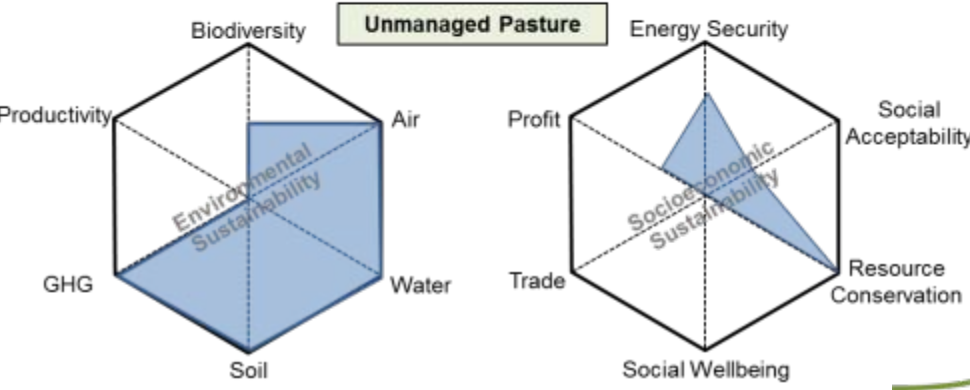 Unmanaged Pasture
Biodiversity
Productivity
Air
Environmental
Sustainability
GHG
Water
Soil
Energy Security
Profit
Social
Acceptability
Socioeconomic
Sustainability
Trade
Resource
Conservation
Social Wellbeing